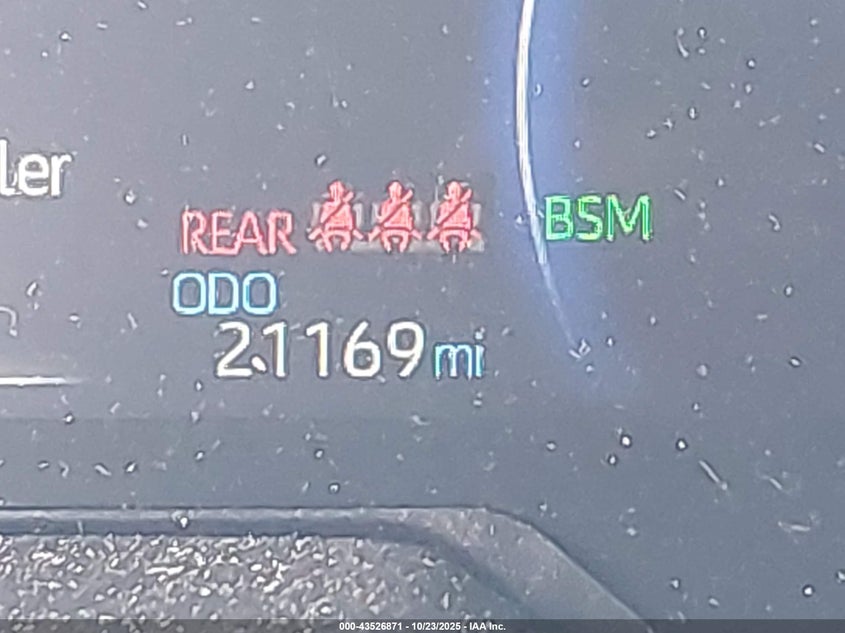 ler
REAR
BSM
ODO
21169 mi
000-43526871 - 10/23/2025 - IAA Inc.